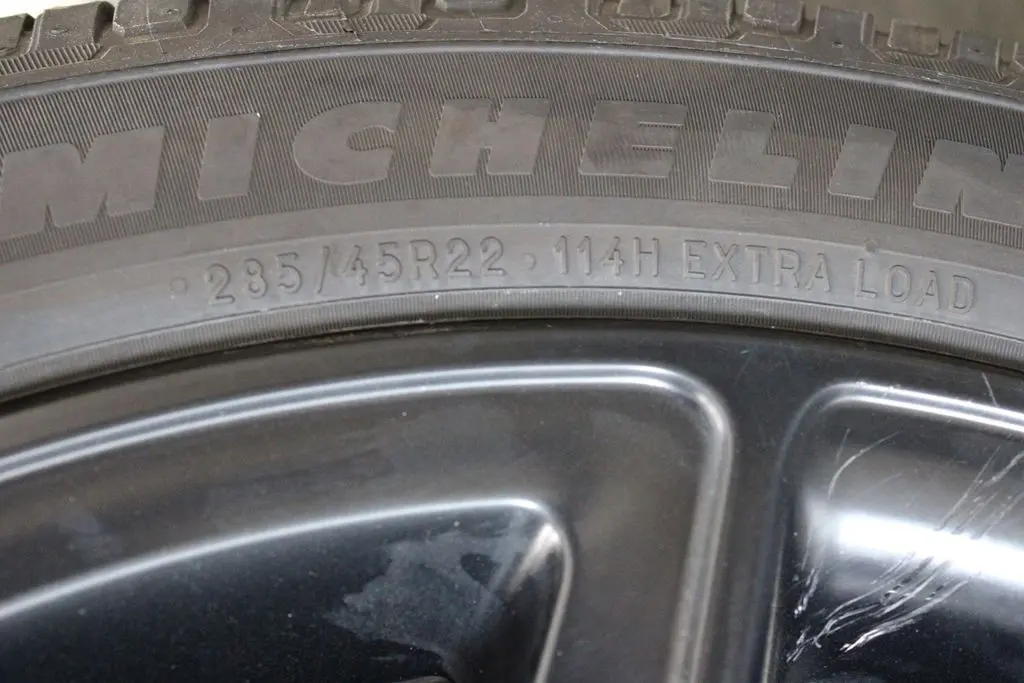 MICHELIN
285/45R22 · 114H EXTRA LOAD